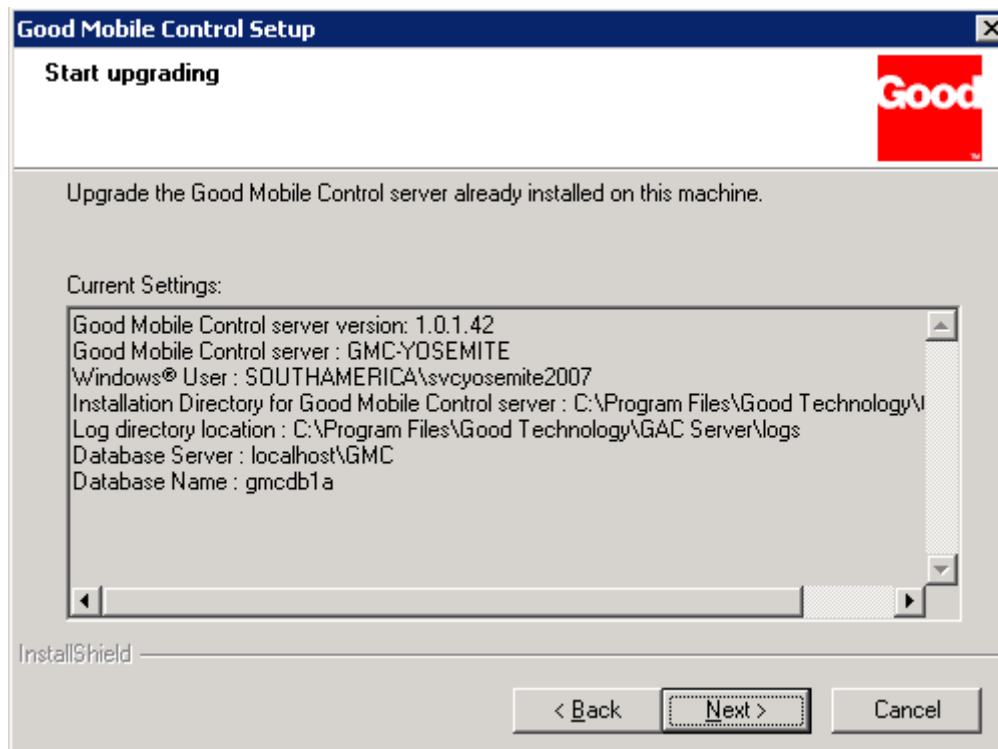 Good Mobile Control Setup
Start upgrading
Good
Upgrade the Good Mobile Control server already installed on this machine.
Current Settings:
Good Mobile Control server version: 1.0.1.42
Good Mobile Control server : GMC-YOSEMITE
Windows® User : SOUTHAMERICA\svcyosemite2007
Installation Directory for Good Mobile Control server : C:\Program Files\Good Technology\
Log directory location : C:\Program Files\Good Technology\GAC Server\logs
Database Server : localhost\GMC
Database Name : gmcdb1a
InstallShield
< Back
Next >
Cancel